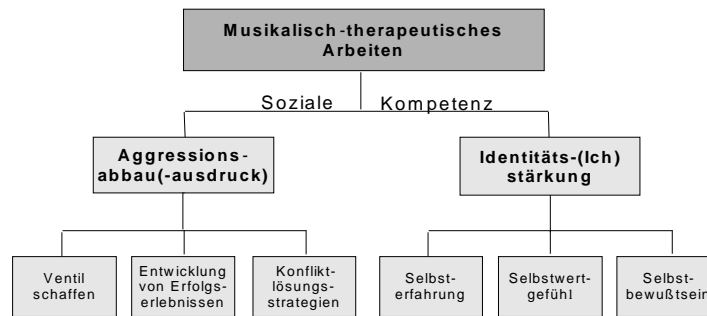 Musikalisch-therapeutisches
Arbeiten
Soziale Kompetenz
Aggressions-
abbau(-ausdruck)
Identitäts-(Ich)
stärkung
Ventil
schaffen
Entwicklung
von Erfolgs-
erlebnissen
Konflikt-
lösungs-
strategien
Selbst-
erfahrung
Selbstwert-
gefühl
Selbst-
bewußtsein